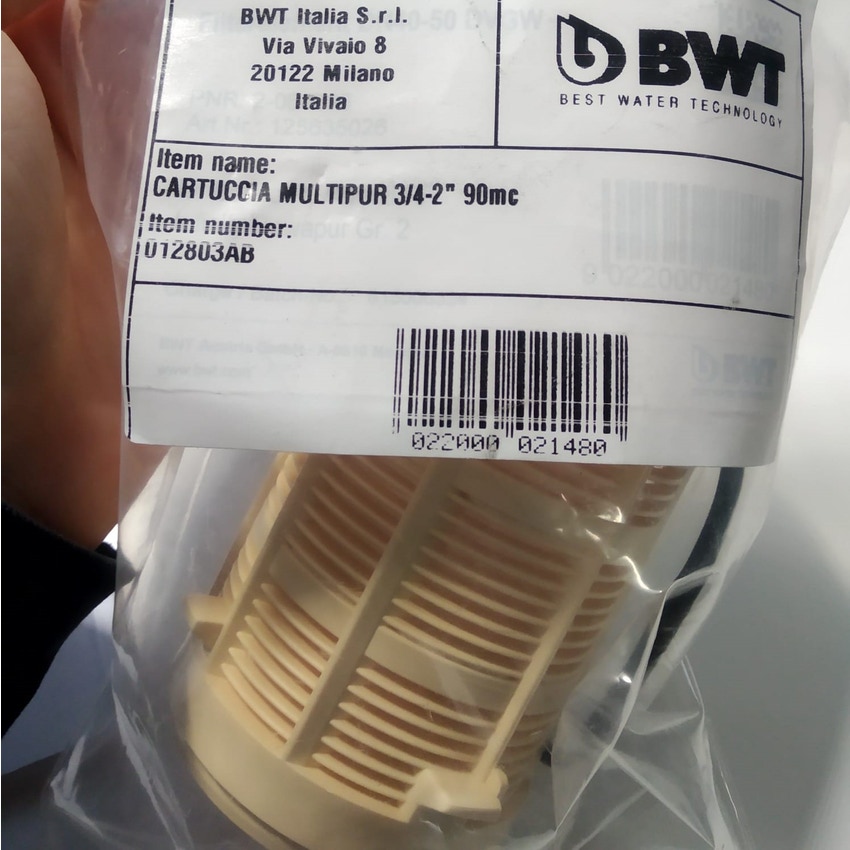 BWT Italia S.r.l.
Via Vivaio 8
20122 Milano
Italia
BWT
BEST WATER TECHNOLOGY
Item name:
CARTUCCIA MULTIPUR 3/4-2" 90mc
Item number:
012803AB
022000 021480